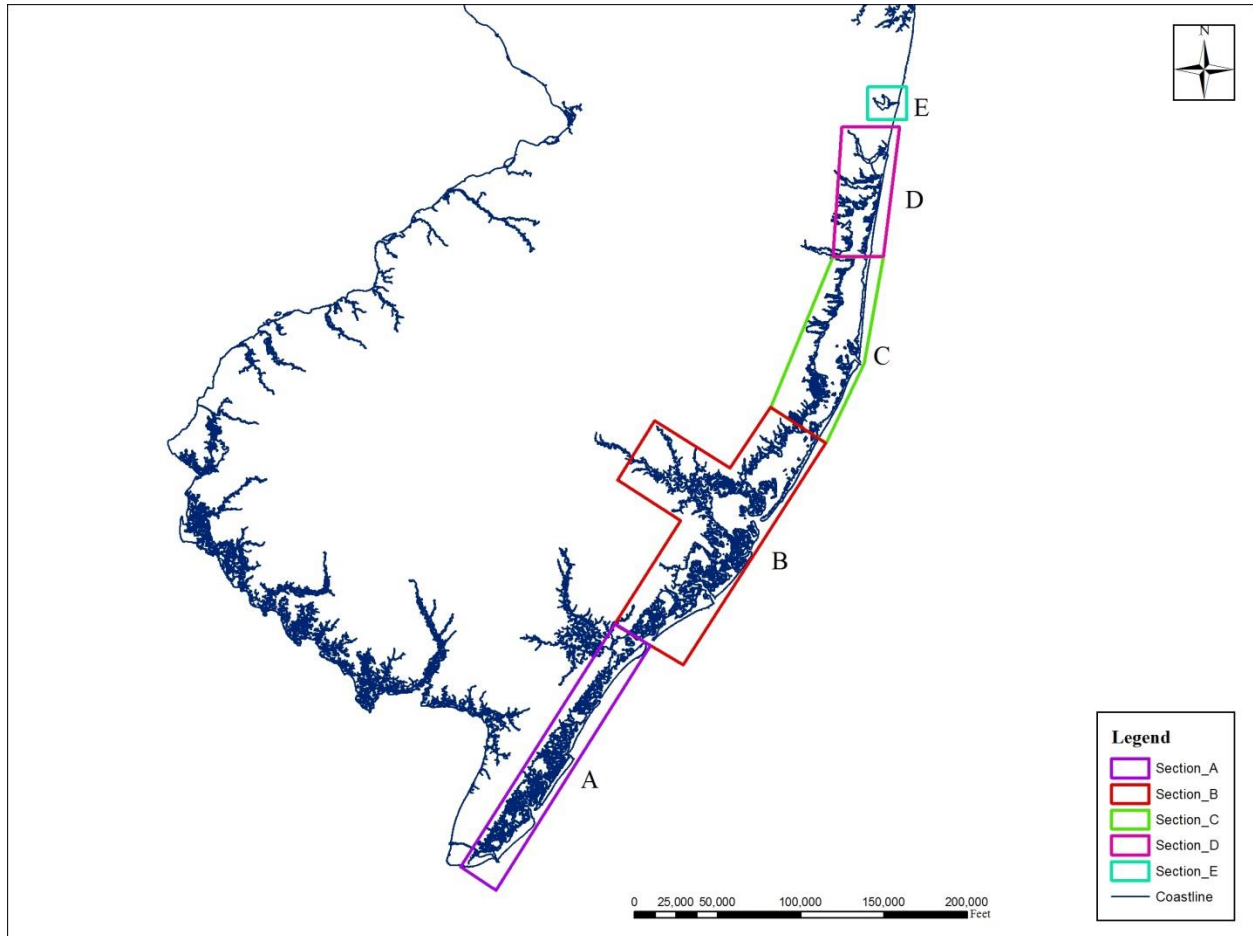 N
E
D
C
B
A
Legend
Section_A
Section_B
Section_C
Section_D
Section_E
Coastline
0 25,000 50,000 100,000 150,000 200,000
Feet